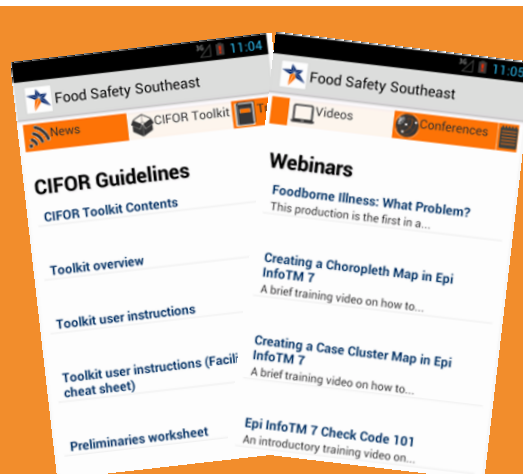 3G
11:04
Food Safety Southeast
News
CIFOR Toolkit
CIFOR Guidelines
CIFOR Toolkit Contents
Toolkit overview
Toolkit user instructions
Toolkit user instructions (Facili
cheat sheet)
Preliminaries worksheet
3G
11:05
Food Safety Southeast
Videos
Conferences
Webinars
Foodborne Illness: What Problem?
This production is the first in a...
Creating a Choropleth Map in Epi
InfoTM 7
A brief training video on how to...
Creating a Case Cluster Map in Epi
InfoTM 7
A brief training video on how to...
Epi InfoTM 7 Check Code 101
An introductory training video on...